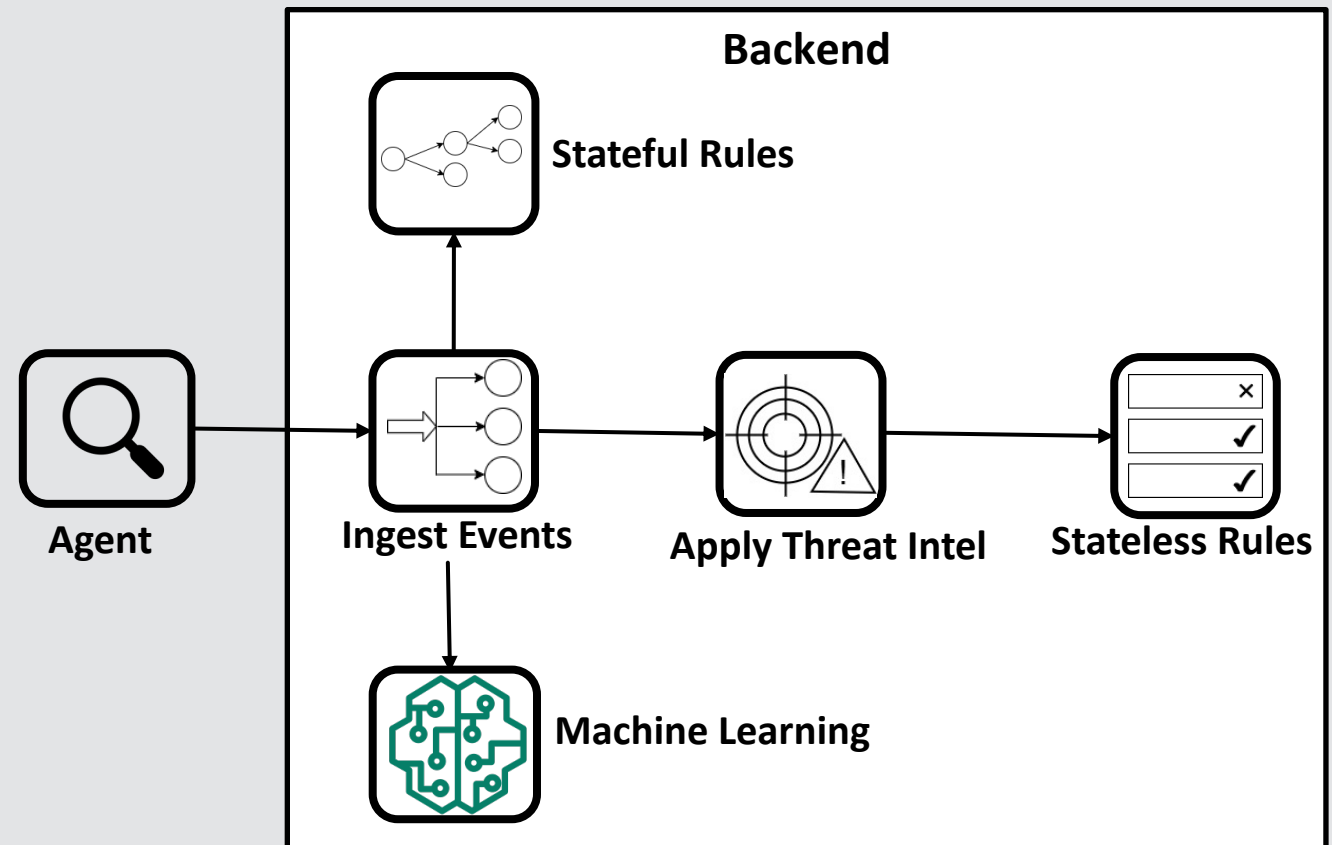 Backend
Stateful Rules
Agent
Ingest Events
Apply Threat Intel
Stateless Rules
Machine Learning